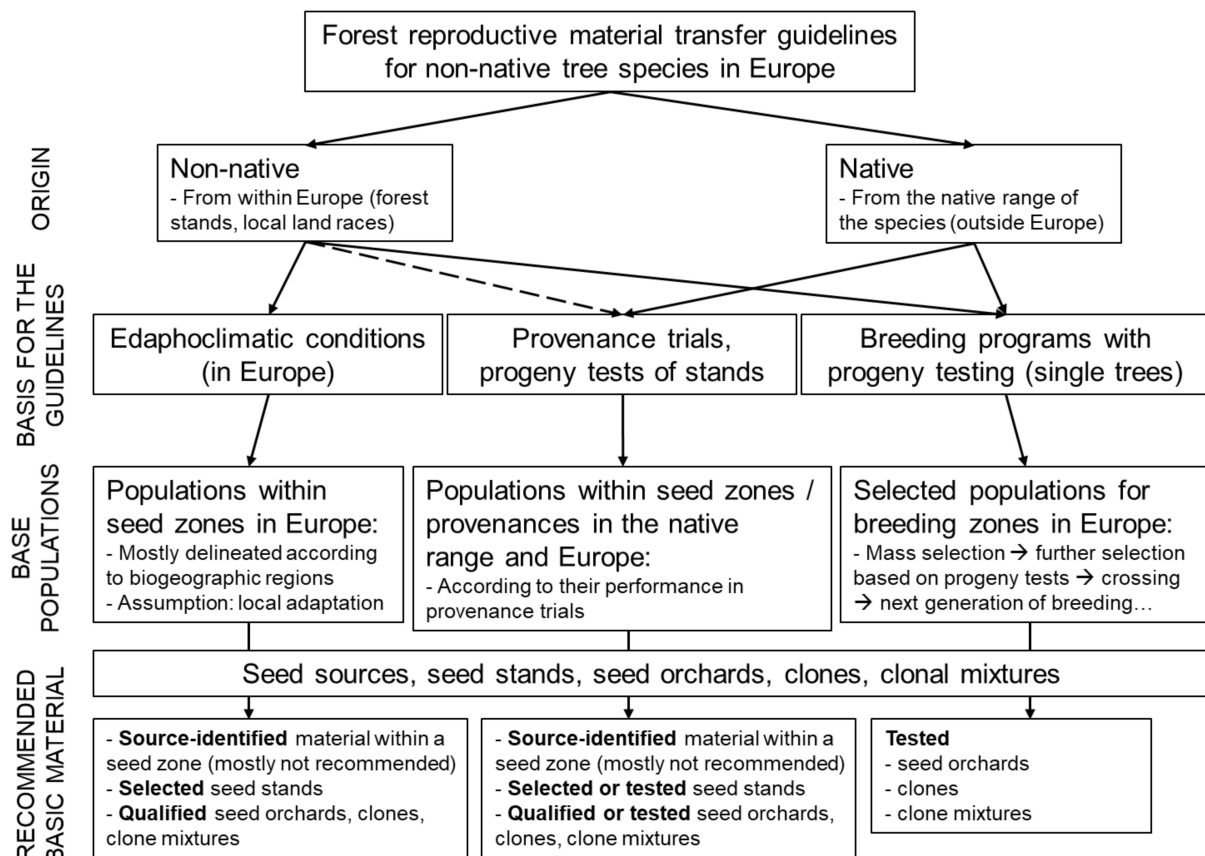 Forest reproductive material transfer guidelines
for non-native tree species in Europe
ORIGIN
Non-native
- From within Europe (forest
stands, local land races)
Native
- From the native range of
the species (outside Europe)
BASIS FOR THE
GUIDELINES
Edaphoclimatic conditions
(in Europe)
Provenance trials,
progeny tests of stands
Breeding programs with
progeny testing (single trees)
BASE
POPULATIONS
Populations within
seed zones in Europe:
- Mostly delineated according
to biogeographic regions
- Assumption: local adaptation
Populations within seed zones /
provenances in the native
range and Europe:
- According to their performance in
provenance trials
Selected populations for
breeding zones in Europe:
- Mass selection → further selection
based on progeny tests → crossing
→ next generation of breeding…
RECOMMENDED
BASIC MATERIAL
Seed sources, seed stands, seed orchards, clones, clonal mixtures
- Source-identified material within a
seed zone (mostly not recommended)
- Selected seed stands
- Qualified seed orchards, clones,
clone mixtures
- Source-identified material within a
seed zone (mostly not recommended)
- Selected or tested seed stands
- Qualified or tested seed orchards,
clones, clone mixtures
Tested
- seed orchards
- clones
- clone mixtures